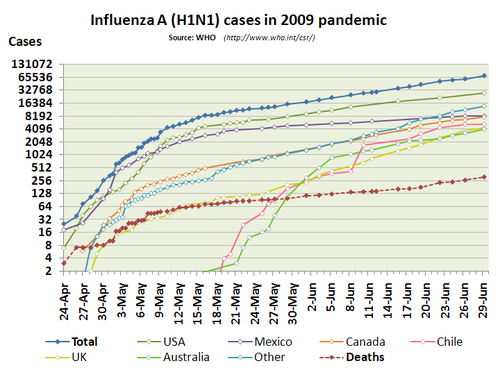 Influenza A (H1N1) cases in 2009 pandemic
Cases
Source: WHO (http://www.who.int/csr/)
131072
65536
32768
16384
8192
4096
2048
1024
512
256
128
64
32
16
8
4
2
24-Apr
27-Apr
30-Apr
3-May
6-May
9-May
12-May
15-May
18-May
21-May
24-May
27-May
30-May
2-Jun
5-Jun
8-Jun
11-Jun
14-Jun
17-Jun
20-Jun
23-Jun
26-Jun
29-Jun
Total USA Mexico Canada Chile
UK Australia Other Deaths